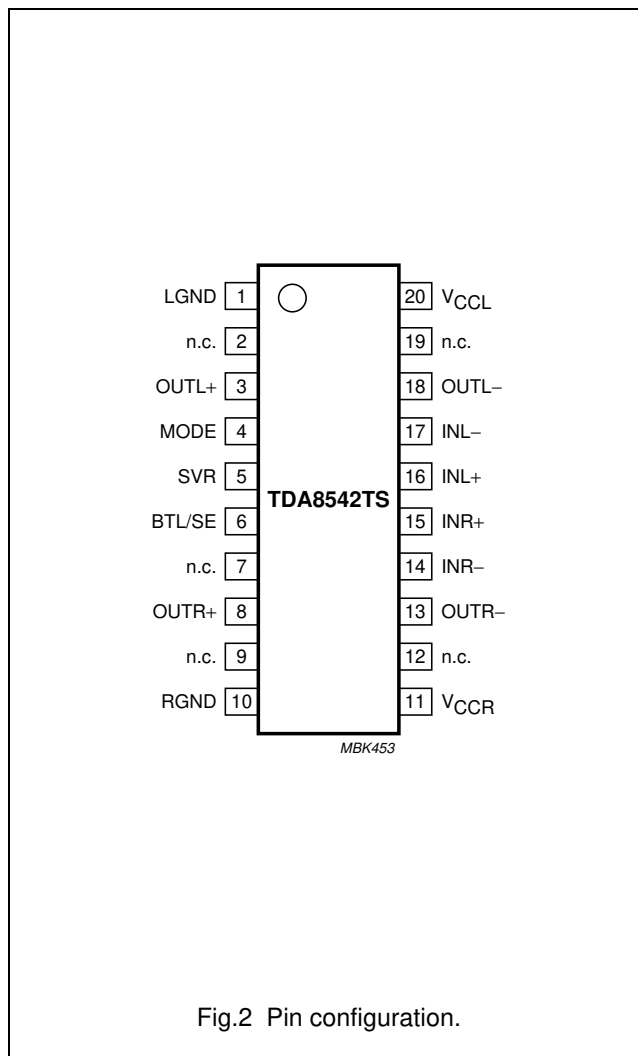 LGND 1 20 VCCL
n.c. 2 19 n.c.
OUTL+ 3 18 OUTL−
MODE 4 17 INL−
SVR 5 16 INL+
TDA8542TS
BTL/SE 6 15 INR+
n.c. 7 14 INR−
OUTR+ 8 13 OUTR−
n.c. 9 12 n.c.
RGND 10 11 VCCR
MBK453
Fig.2 Pin configuration.